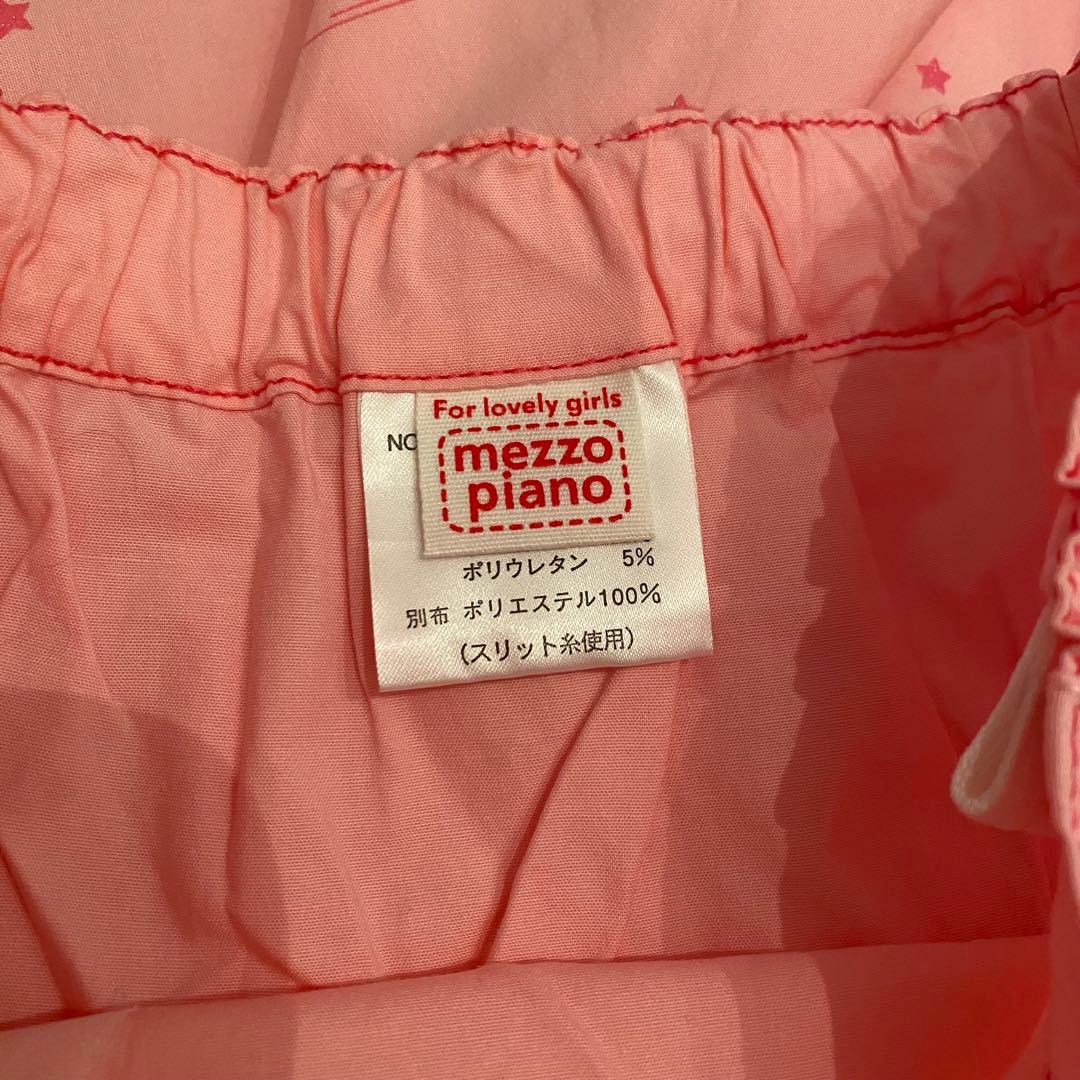 For lovely girls
NO
mezzo
piano
ポリウレタン 5%
別布 ポリエステル100%
(スリット糸使用)